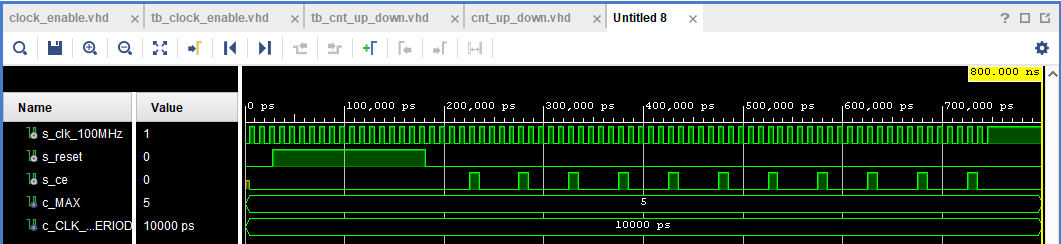 clock_enable.vhd × tb_clock_enable.vhd × tb_cnt_up_down.vhd × cnt_up_down.vhd × Untitled 8 × ?
800.000 ns
Name Value 0 ps 100,000 ps 200,000 ps 300,000 ps 400,000 ps 500,000 ps 600,000 ps 700,000 ps
s_clk_100MHz 1
s_reset 0
s_ce 0
c_MAX 5 5
c_CLK_...ERIOD 10000 ps 10000 ps